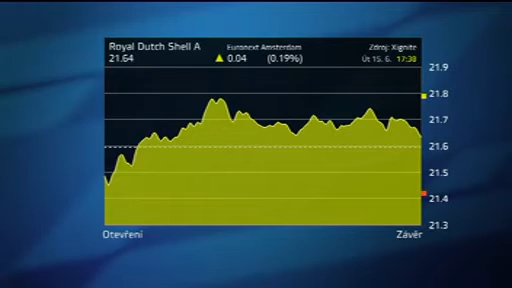 Royal Dutch Shell A Euronext Amsterdam Zdroj: Xignite
21.64 ▲ 0.04 (0.19%) Út 15. 6. 17:38
21.9
21.8
21.7
21.6
21.5
21.4
21.3
Otevření Závěr